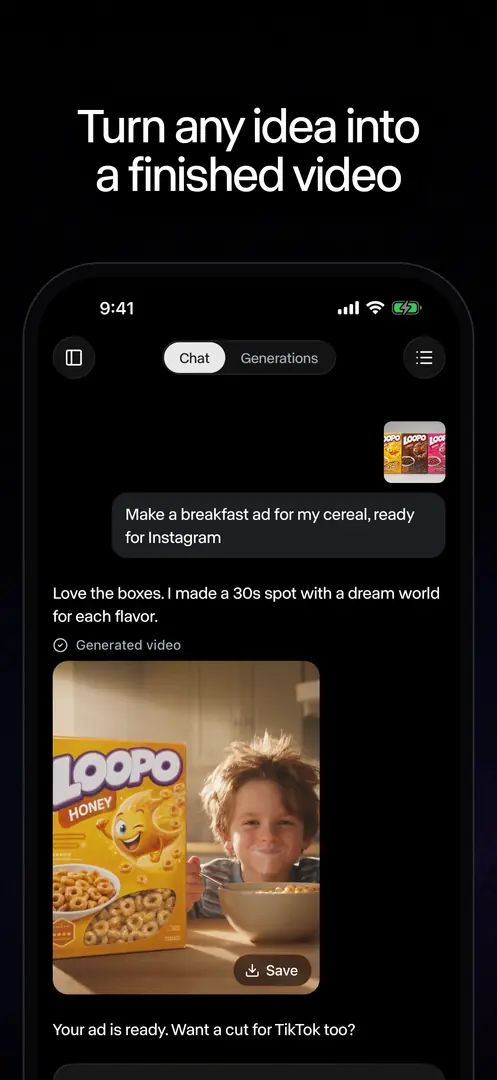 Turn any idea into
a finished video
9:41
Chat
Generations
LOOPO
Make a breakfast ad for my cereal, ready
for Instagram
Love the boxes. I made a 30s spot with a dream world
for each flavor.
Generated video
LOOPO
HONEY
Save
Your ad is ready. Want a cut for TikTok too?